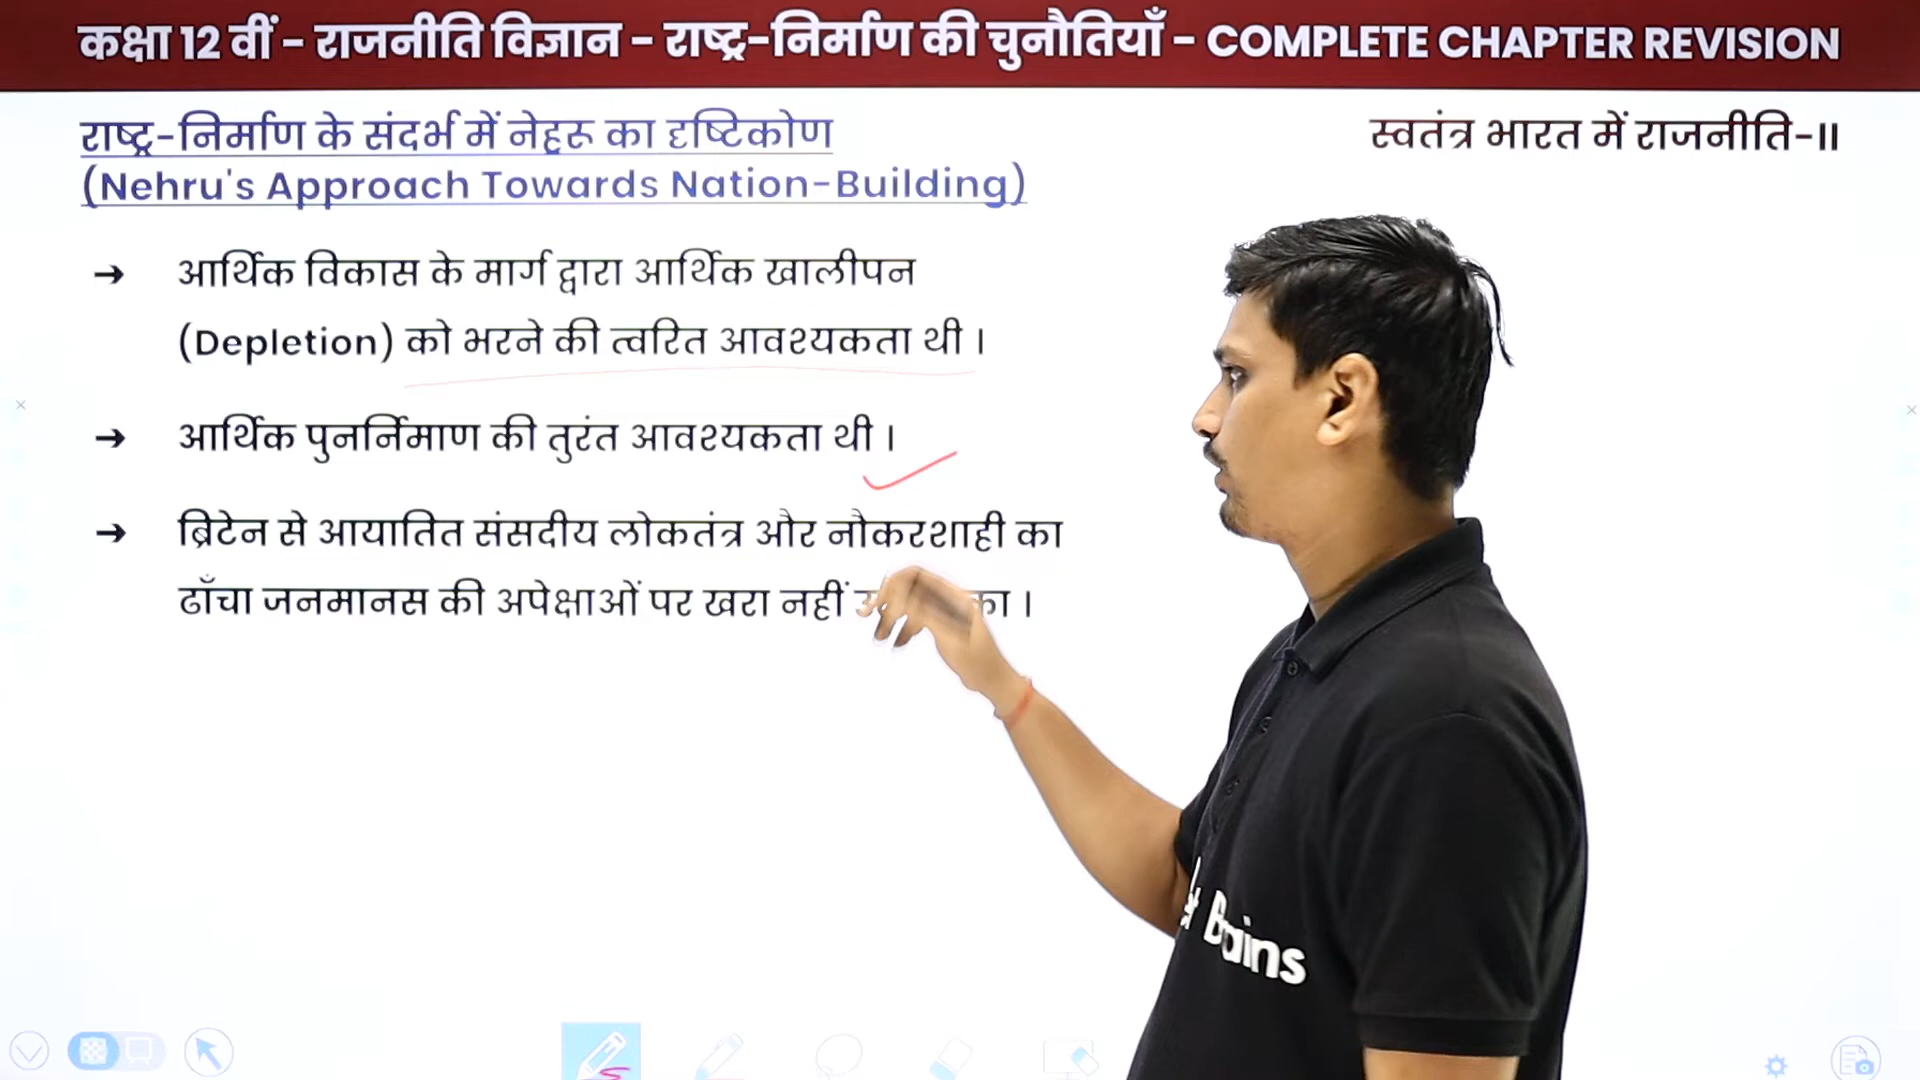 कक्षा 12 वीं - राजनीति विज्ञान - राष्ट्र-निर्माण की चुनौतियाँ - COMPLETE CHAPTER REVISION
राष्ट्र-निर्माण के संदर्भ में नेहरू का दृष्टिकोण
(Nehru's Approach Towards Nation-Building)
स्वतंत्र भारत में राजनीति-II
→ आर्थिक विकास के मार्ग द्वारा आर्थिक खालीपन
(Depletion) को भरने की त्वरित आवश्यकता थी ।
→ आर्थिक पुनर्निमाण की तुरंत आवश्यकता थी ।
→ ब्रिटेन से आयातित संसदीय लोकतंत्र और नौकरशाही का
ढाँचा जनमानस की अपेक्षाओं पर खरा नहीं
Brains